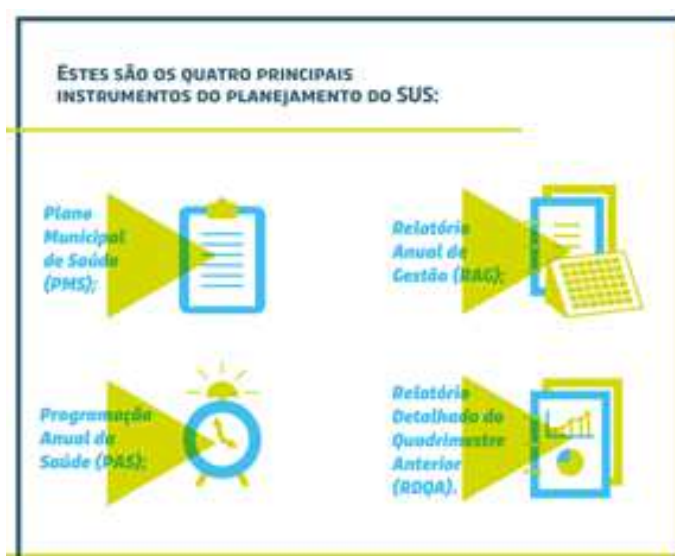 ESTES SÃO OS QUATRO PRINCIPAIS
INSTRUMENTOS DO PLANEJAMENTO DO SUS:
Plano
Municipal
de Saúde
(PMS);
Relatório
Anual de
Gestão (RAG);
Programação
Anual da
Saúde (PAS);
Relatório
Detalhado do
Quadrimestre
Anterior
(RDQA).